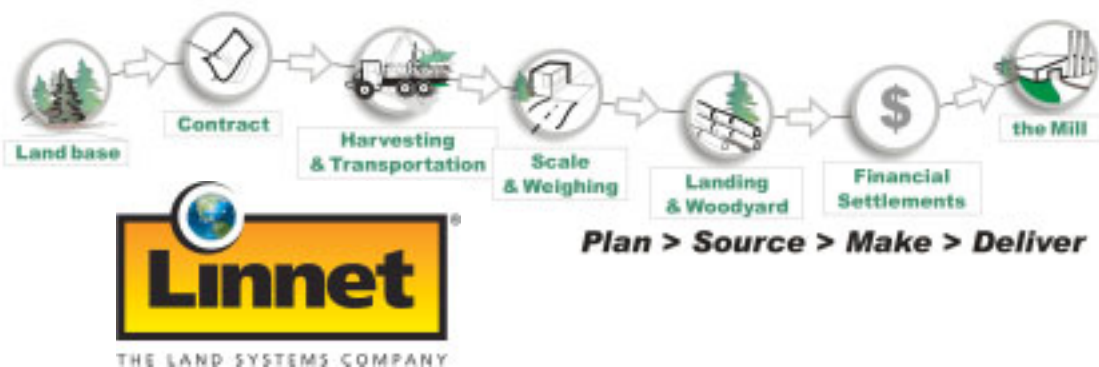 Land base
Contract
Harvesting
& Transportation
Scale
& Weighing
Landing
& Woodyard
$
Financial
Settlements
the Mill
Plan > Source > Make > Deliver
Linnet®
THE LAND SYSTEMS COMPANY